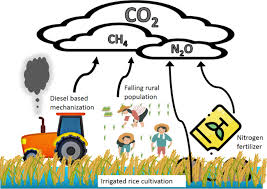 CO2
CH4
N2O
Diesel based
mechanization
Falling rural
population
Nitrogen
fertilizer
Irrigated rice cultivation